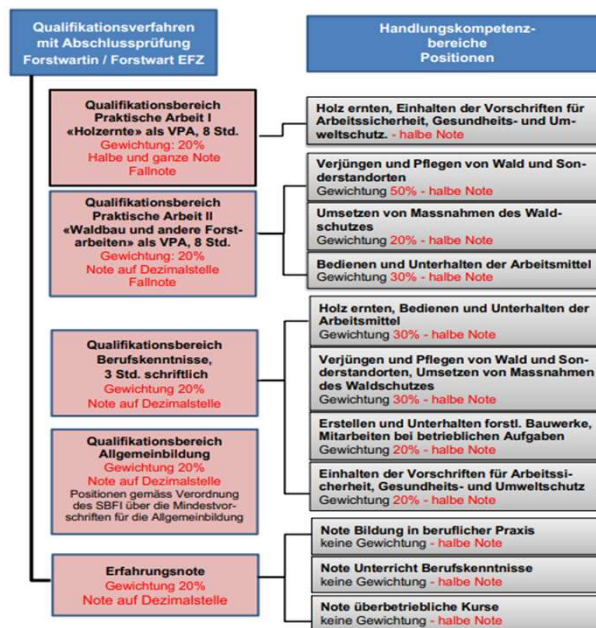 Qualifikationsverfahren
mit Abschlussprüfung
Forstwartin / Forstwart EFZ
Handlungskompetenz-
bereiche
Positionen
Qualifikationsbereich
Praktische Arbeit I
«Holzernte» als VPA, 8 Std.
Gewichtung: 20%
Halbe und ganze Note
Fallnote
Holz ernten, Einhalten der Vorschriften für
Arbeitssicherheit, Gesundheits- und Um-
weltschutz. - halbe Note
Qualifikationsbereich
Praktische Arbeit II
«Waldbau und andere Forst-
arbeiten» als VPA, 8 Std.
Gewichtung: 20%
Note auf Dezimalstelle
Fallnote
Verjüngen und Pflegen von Wald und Son-
derstandorten
Gewichtung 50% - halbe Note
Umsetzen von Massnahmen des Wald-
schutzes
Gewichtung 20% - halbe Note
Bedienen und Unterhalten der Arbeitsmittel
Gewichtung 30% - halbe Note
Qualifikationsbereich
Berufskenntnisse,
3 Std. schriftlich
Gewichtung 20%
Note auf Dezimalstelle
Holz ernten, Bedienen und Unterhalten der
Arbeitsmittel
Gewichtung 30% - halbe Note
Verjüngen und Pflegen von Wald und Son-
derstandorten, Umsetzen von Massnahmen
des Waldschutzes
Gewichtung 30% - halbe Note
Erstellen und Unterhalten forstl. Bauwerke,
Mitarbeiten bei betrieblichen Aufgaben
Gewichtung 20% - halbe Note
Einhalten der Vorschriften für Arbeitssi-
cherheit, Gesundheits- und Umweltschutz
Gewichtung 20% - halbe Note
Qualifikationsbereich
Allgemeinbildung
Gewichtung 20%
Note auf Dezimalstelle
Positionen gemäss Verordnung
des SBFI über die Mindestvor-
schriften für die Allgemeinbildung
Erfahrungsnote
Gewichtung 20%
Note auf Dezimalstelle
Note Bildung in beruflicher Praxis
keine Gewichtung - halbe Note
Note Unterricht Berufskenntnisse
keine Gewichtung - halbe Note
Note überbetriebliche Kurse
keine Gewichtung - halbe Note